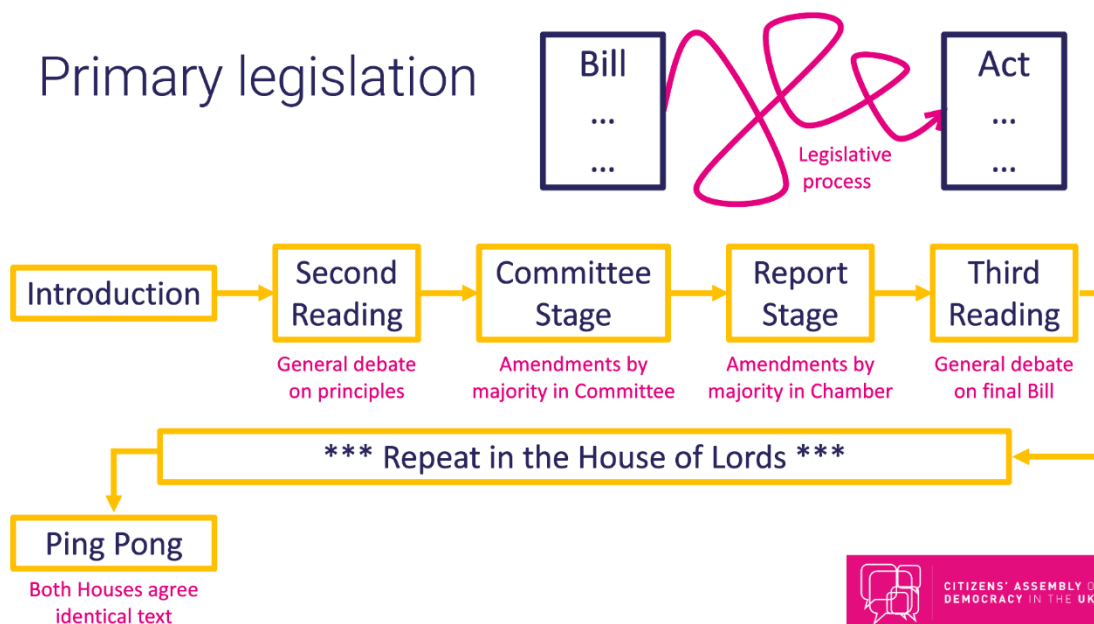 Primary legislation
Bill
...
...
Legislative
process
Act
...
...
Introduction
Second
Reading
General debate
on principles
Committee
Stage
Amendments by
majority in Committee
Report
Stage
Amendments by
majority in Chamber
Third
Reading
General debate
on final Bill
*** Repeat in the House of Lords ***
Ping Pong
Both Houses agree
identical text
CITIZENS' ASSEMBLY O
DEMOCRACY IN THE UK